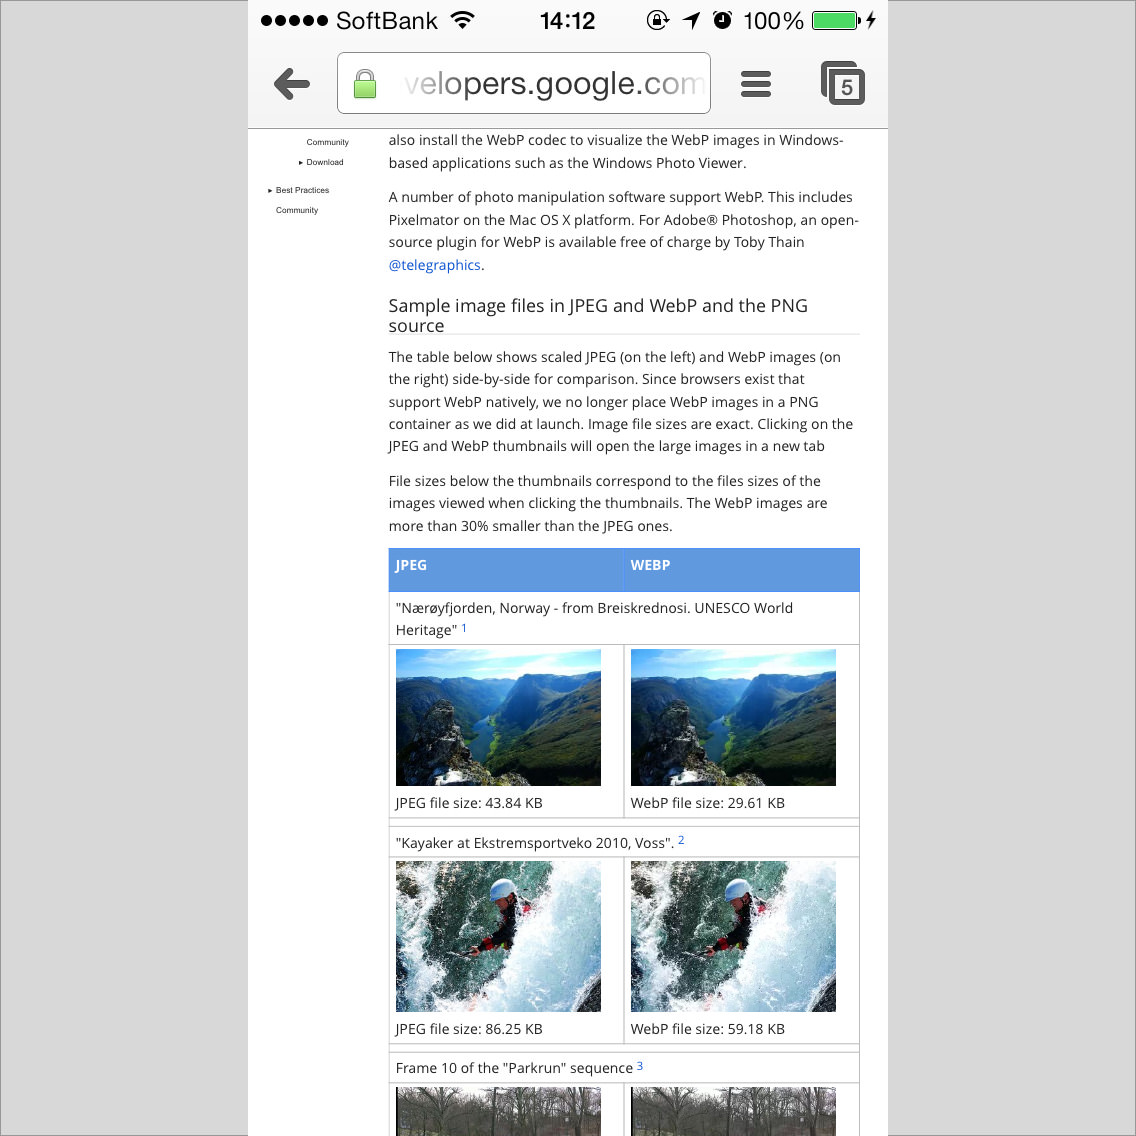 SoftBank 14:12 100%
velopers.google.com 5
Community
► Download
► Best Practices
Community
also install the WebP codec to visualize the WebP images in Windows-
based applications such as the Windows Photo Viewer.
A number of photo manipulation software support WebP. This includes
Pixelmator on the Mac OS X platform. For Adobe® Photoshop, an open-
source plugin for WebP is available free of charge by Toby Thain
@telegraphics.
Sample image files in JPEG and WebP and the PNG
source
The table below shows scaled JPEG (on the left) and WebP images (on
the right) side-by-side for comparison. Since browsers exist that
support WebP natively, we no longer place WebP images in a PNG
container as we did at launch. Image file sizes are exact. Clicking on the
JPEG and WebP thumbnails will open the large images in a new tab
File sizes below the thumbnails correspond to the files sizes of the
images viewed when clicking the thumbnails. The WebP images are
more than 30% smaller than the JPEG ones.
JPEG WEBP
"Nærøyfjorden, Norway - from Breiskrednosi. UNESCO World
Heritage" 1
JPEG file size: 43.84 KB WebP file size: 29.61 KB
"Kayaker at Ekstremsportveko 2010, Voss". 2
JPEG file size: 86.25 KB WebP file size: 59.18 KB
Frame 10 of the "Parkrun" sequence 3